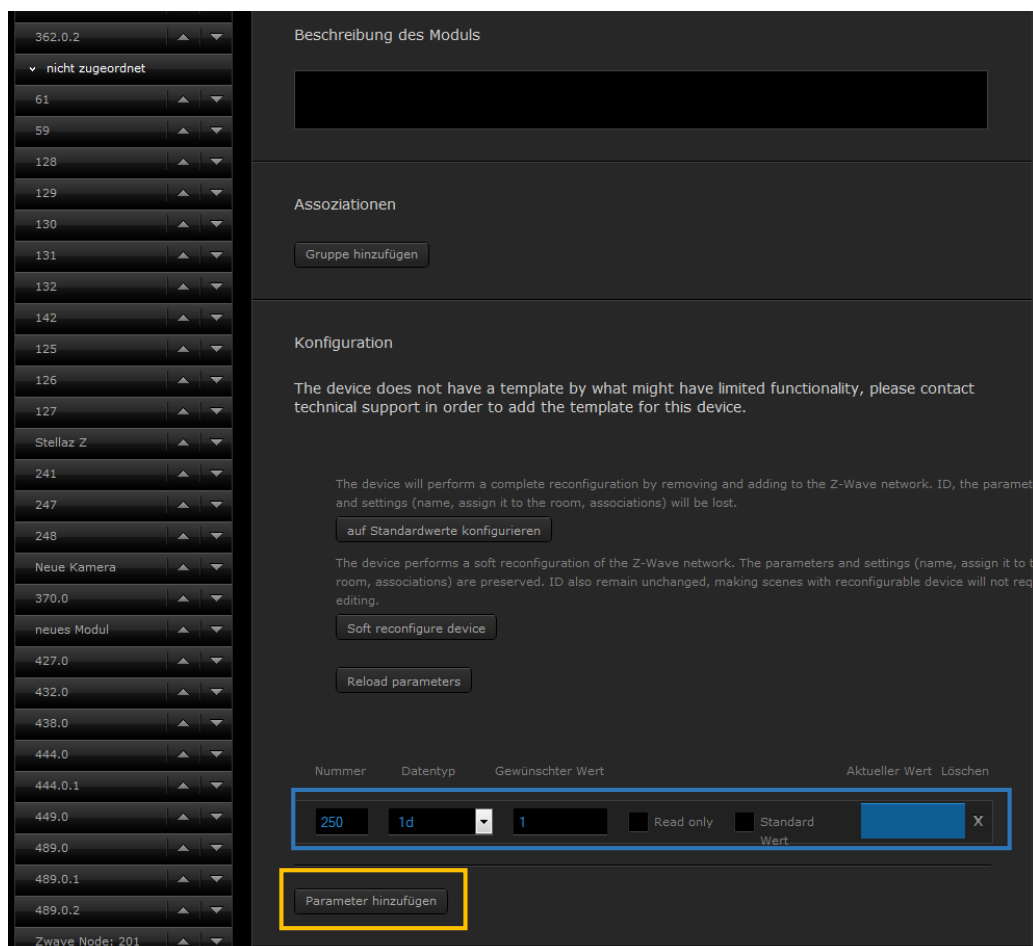 362.0.2
nicht zugeordnet
61
59
128
129
130
131
132
142
125
126
127
Stellaz Z
241
247
248
Neue Kamera
370.0
neues Modul
427.0
432.0
438.0
444.0
444.0.1
449.0
489.0
489.0.1
489.0.2
Zwave Node: 201
Beschreibung des Moduls
Assoziationen
Gruppe hinzufügen
Konfiguration
The device does not have a template by what might have limited functionality, please contact
technical support in order to add the template for this device.
The device will perform a complete reconfiguration by removing and adding to the Z-Wave network. ID, the paramet
and settings (name, assign it to the room, associations) will be lost.
auf Standardwerte konfigurieren
The device performs a soft reconfiguration of the Z-Wave network. The parameters and settings (name, assign it to t
room, associations) are preserved. ID also remain unchanged, making scenes with reconfigurable device will not req
editing.
Soft reconfigure device
Reload parameters
Nummer Datentyp Gewünschter Wert Aktueller Wert Löschen
250 1d 1 Read only Standard X
Wert
Parameter hinzufügen